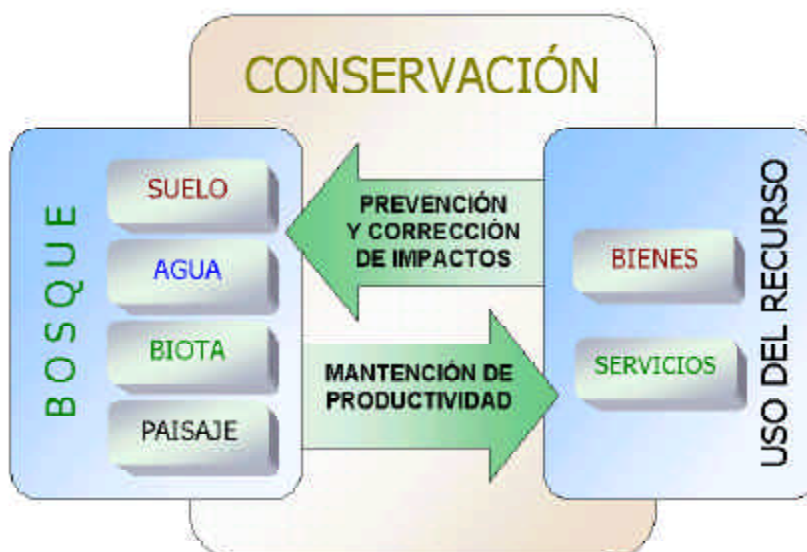 CONSERVACIÓN
BOSQUE
SUELO
AGUA
BIOTA
PAISAJE
PREVENCIÓN
Y CORRECCIÓN
DE IMPACTOS
MANTENCIÓN DE
PRODUCTIVIDAD
BIENES
SERVICIOS
USO DEL RECURSO